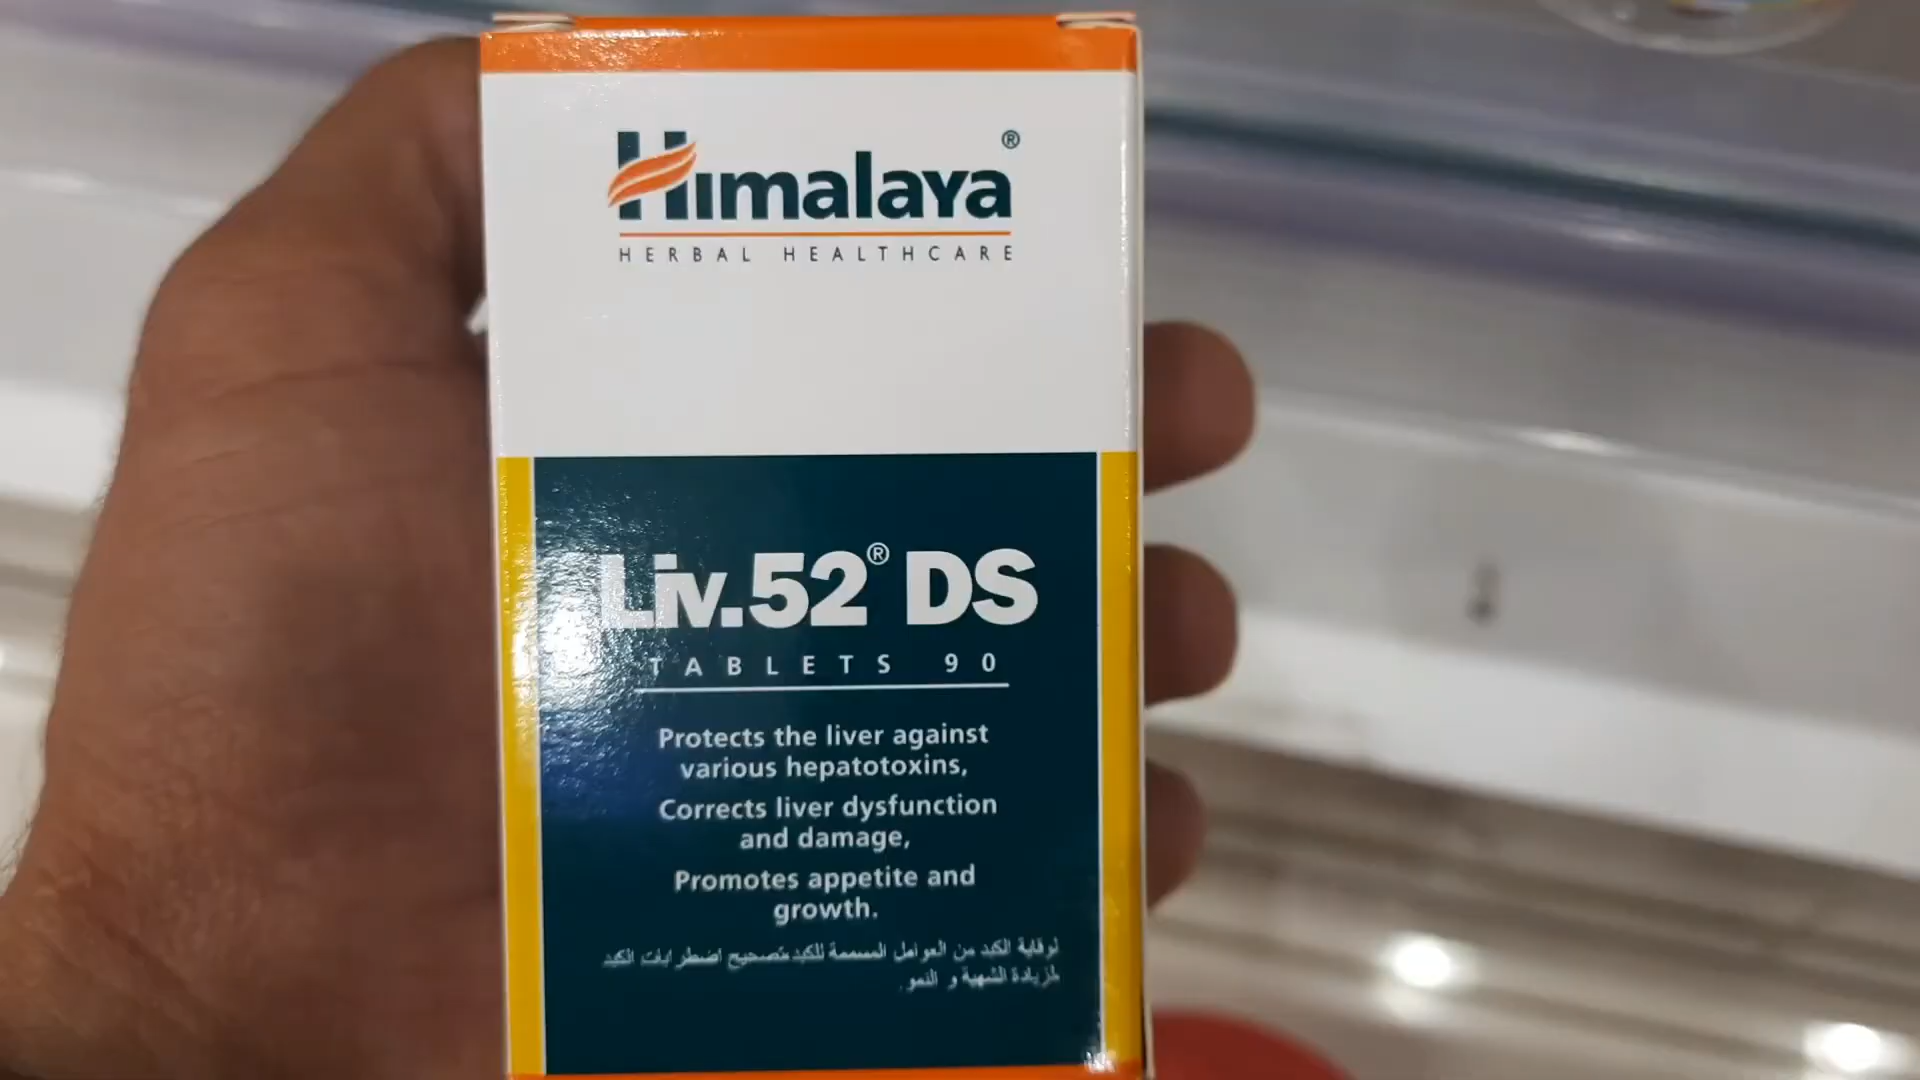 Himalaya®
HERBAL HEALTHCARE
Liv.52® DS
TABLETS 90
Protects the liver against
various hepatotoxins,
Corrects liver dysfunction
and damage,
Promotes appetite and
growth.
لوقاية الكبد من العوامل المسممة للكبد،تصحيح اضطرابات الكبد
لزيادة الشهية و النمو.